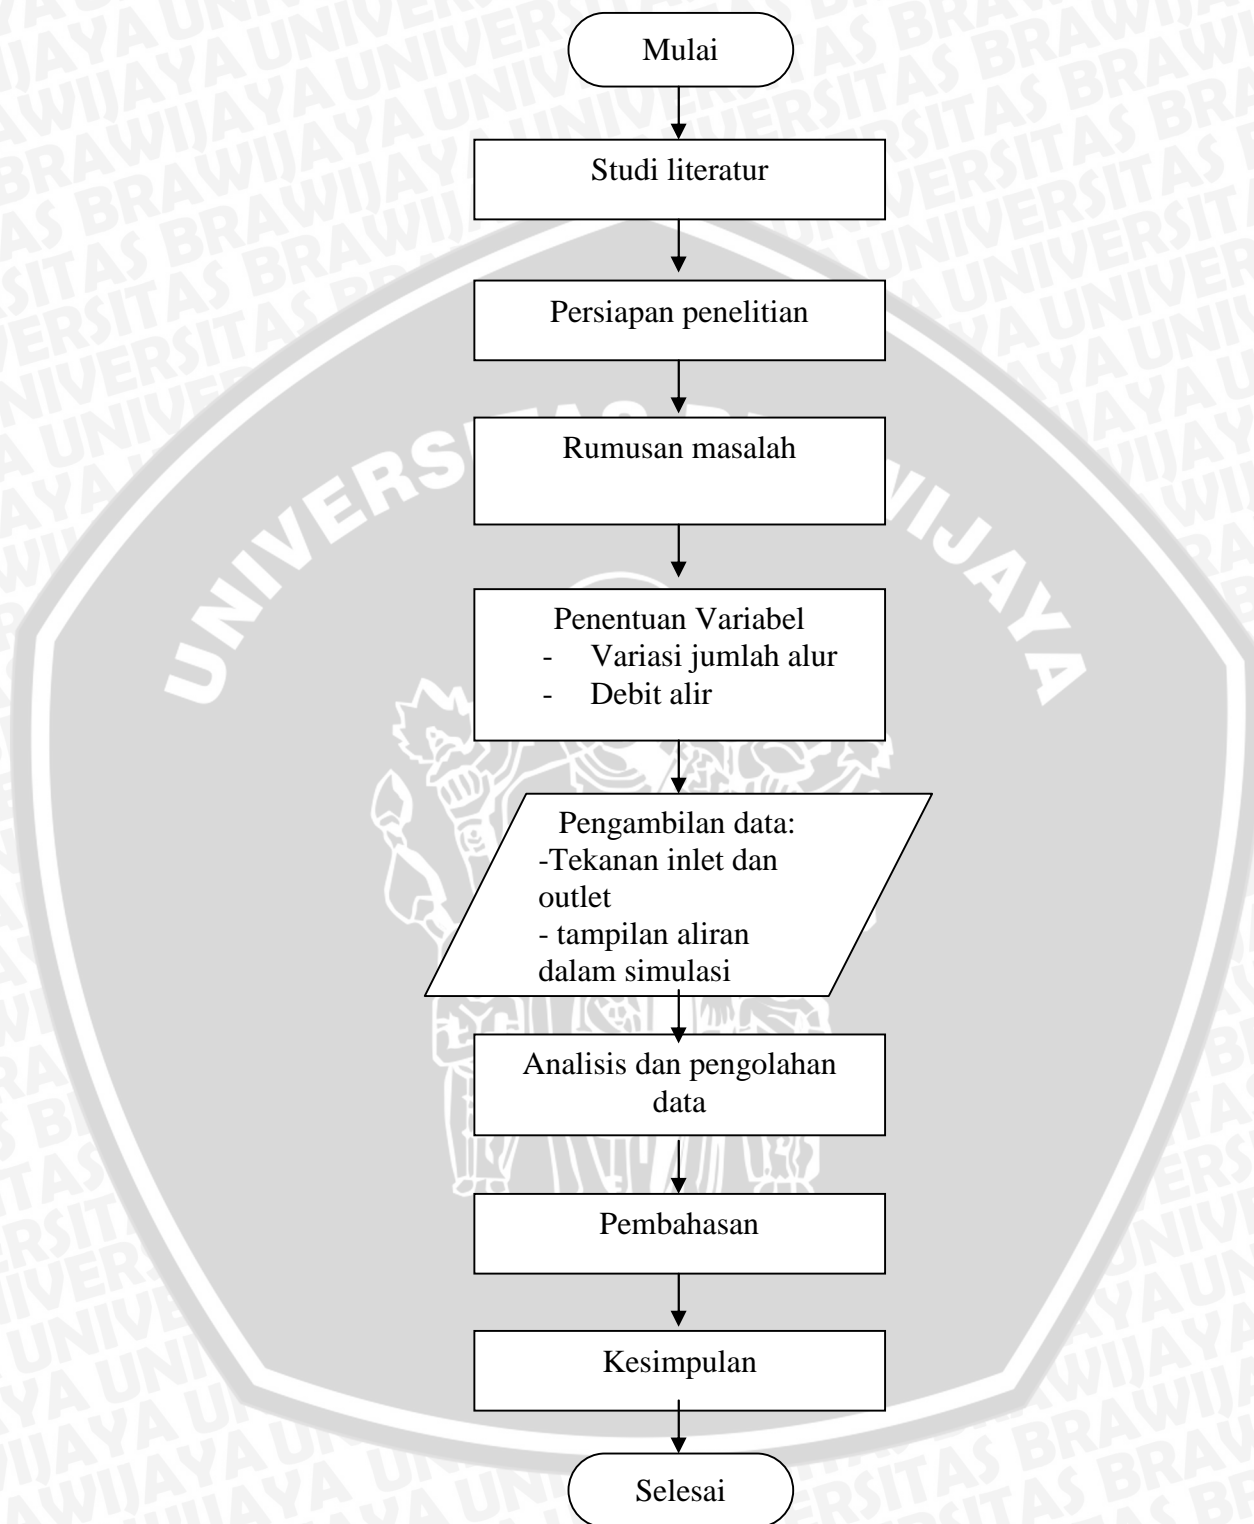 Mulai
Studi literatur
Persiapan penelitian
Rumusan masalah
Penentuan Variabel
- Variasi jumlah alur
- Debit alir
Pengambilan data:
-Tekanan inlet dan
outlet
- tampilan aliran
dalam simulasi
Analisis dan pengolahan
data
Pembahasan
Kesimpulan
Selesai